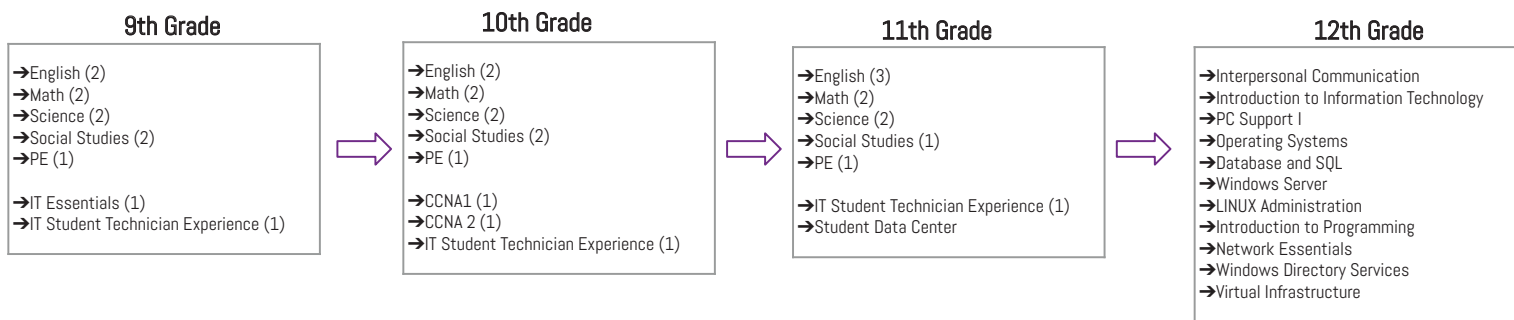 9th Grade
➔English (2)
➔Math (2)
➔Science (2)
➔Social Studies (2)
➔PE (1)
➔IT Essentials (1)
➔IT Student Technician Experience (1)
10th Grade
➔English (2)
➔Math (2)
➔Science (2)
➔Social Studies (2)
➔PE (1)
➔CCNA1 (1)
➔CCNA 2 (1)
➔IT Student Technician Experience (1)
11th Grade
➔English (3)
➔Math (2)
➔Science (2)
➔Social Studies (1)
➔PE (1)
➔IT Student Technician Experience (1)
➔Student Data Center
12th Grade
➔Interpersonal Communication
➔Introduction to Information Technology
➔PC Support I
➔Operating Systems
➔Database and SQL
➔Windows Server
➔LINUX Administration
➔Introduction to Programming
➔Network Essentials
➔Windows Directory Services
➔Virtual Infrastructure